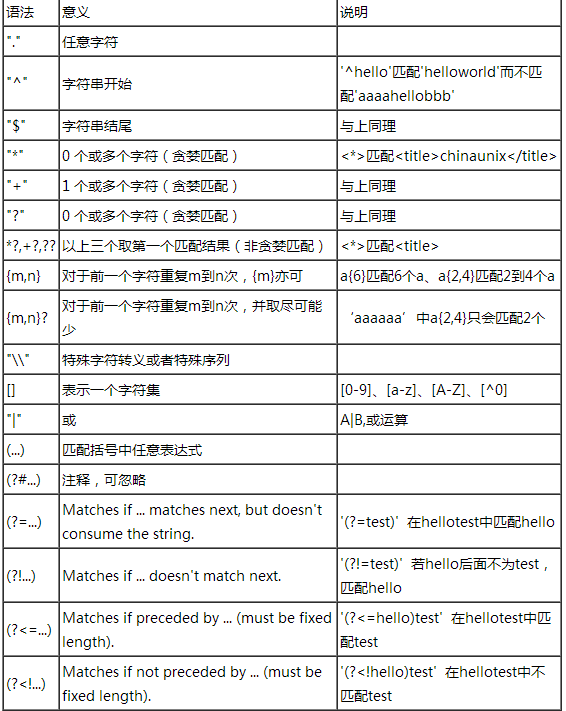 语法 意义 说明
"." 任意字符
"^" 字符串开始 '^hello'匹配'helloworld'而不匹
配'aaaahellobbb'
"$" 字符串结尾 与上同理
"*" 0 个或多个字符（贪婪匹配） <*>匹配<title>chinaunix</title>
"+" 1 个或多个字符（贪婪匹配） 与上同理
"?" 0 个或多个字符（贪婪匹配） 与上同理
*?,+?,?? 以上三个取第一个匹配结果（非贪婪匹配） <*>匹配<title>
{m,n} 对于前一个字符重复m到n次，{m}亦可 a{6}匹配6个a、a{2,4}匹配2到4个a
{m,n}? 对于前一个字符重复m到n次，并取尽可能
少 ‘aaaaaa’中a{2,4}只会匹配2个
"\\" 特殊字符转义或者特殊序列
[] 表示一个字符集 [0-9]、[a-z]、[A-Z]、[^0]
"|" 或 A|B,或运算
(...) 匹配括号中任意表达式
(?#...) 注释，可忽略
(?=...) Matches if ... matches next, but doesn't
consume the string. '(?=test)' 在hellotest中匹配hello
(?!...) Matches if ... doesn't match next. '(?!=test)' 若hello后面不为test，
匹配hello
(?<=...) Matches if preceded by ... (must be fixed
length). '(?<=hello)test' 在hellotest中匹
配test
(?<!...) Matches if not preceded by ... (must be
fixed length). '(?<!hello)test' 在hellotest中不
匹配test